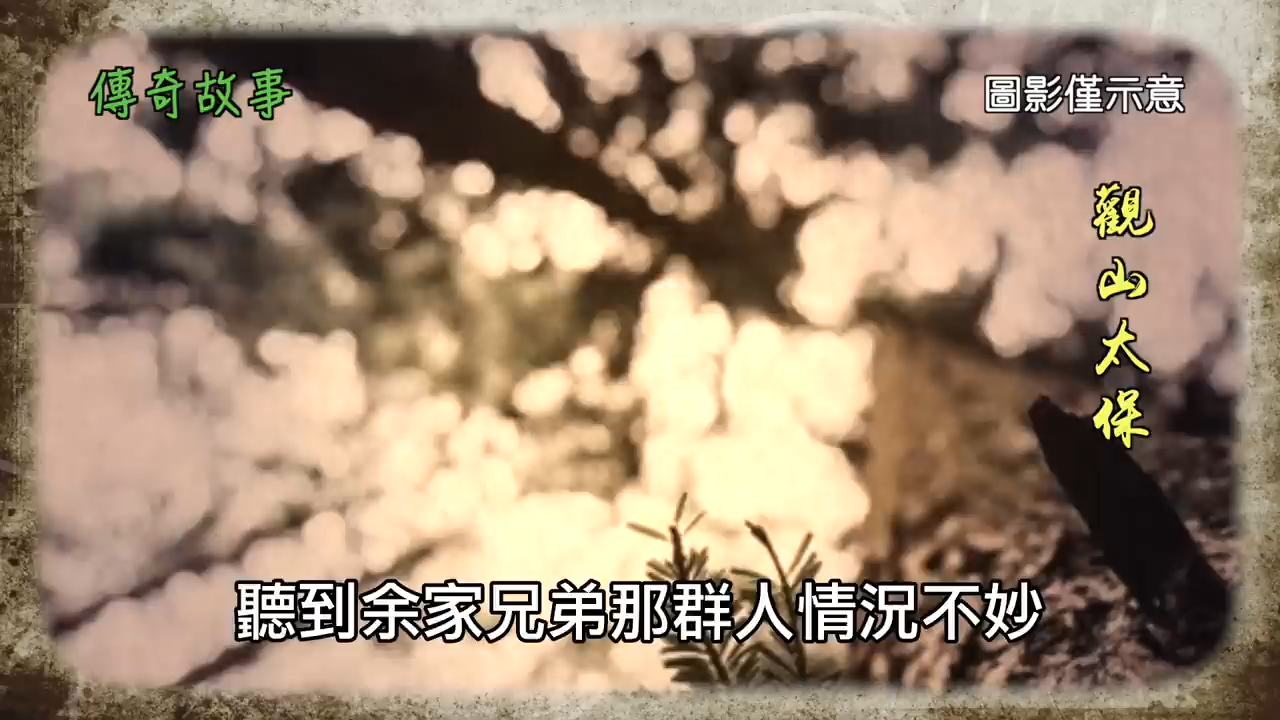 傳奇故事
圖影僅示意
觀山太保
聽到余家兄弟那群人情況不妙